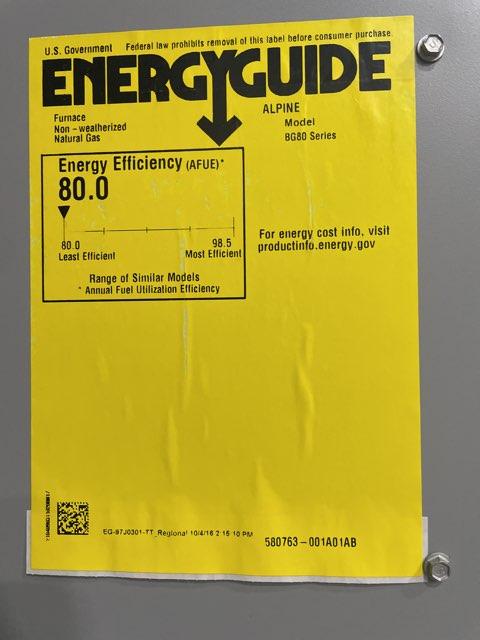 U.S. Government Federal law prohibits removal of this label before consumer purchase.
ENERGYGUIDE
Furnace
Non-weatherized
Natural Gas
ALPINE
Model
BG80 Series
Energy Efficiency (AFUE)*
80.0
80.0
Least Efficient
98.5
Most Efficient
Range of Similar Models
* Annual Fuel Utilization Efficiency
For energy cost info, visit
productinfo.energy.gov
EG-97J0301-TT_Regional 10/4/16 2:15:10 PM
580763-001A01AB